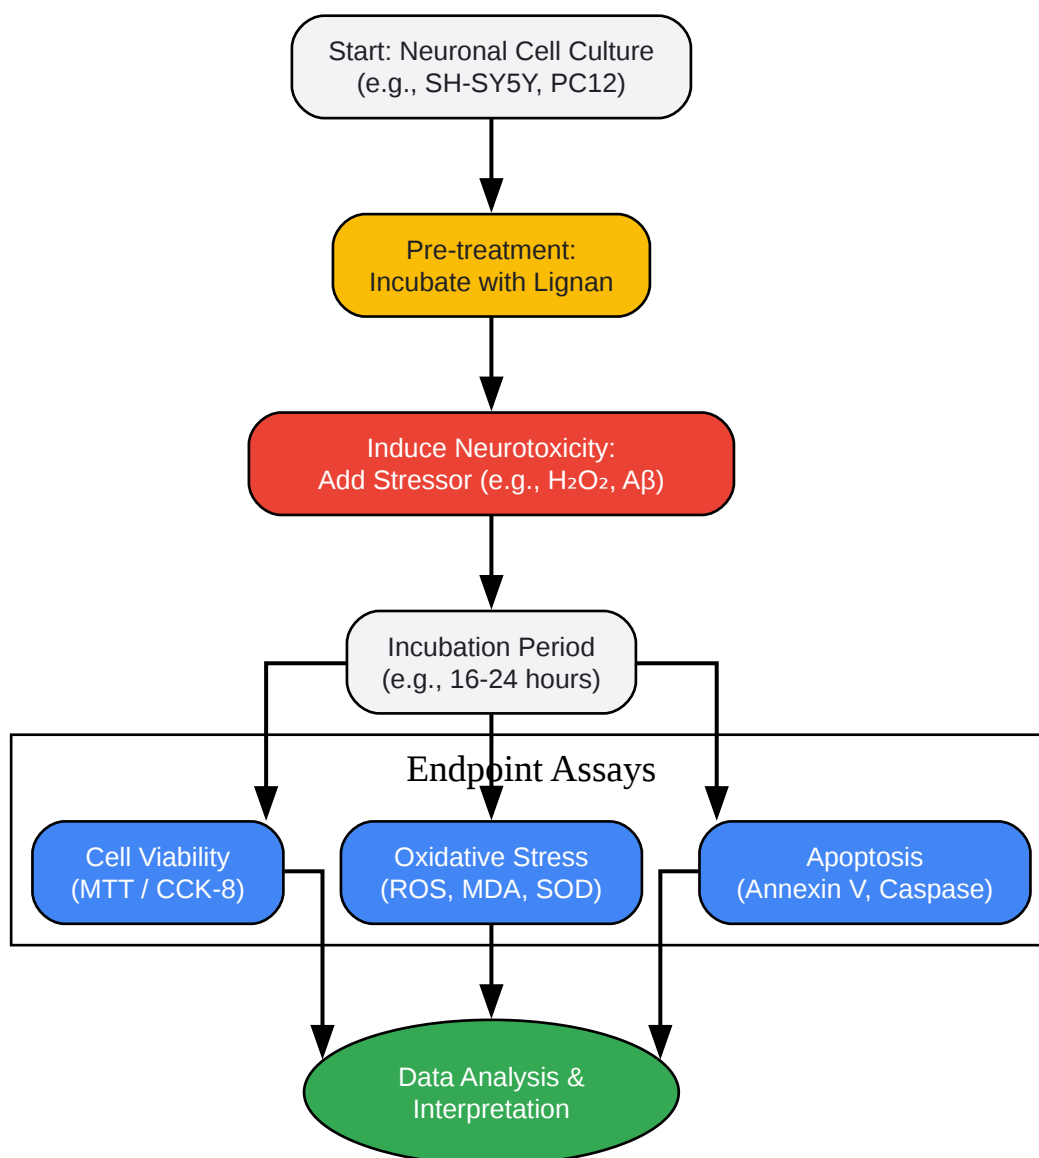 Start: Neuronal Cell Culture
(e.g., SH-SY5Y, PC12)
Pre-treatment:
Incubate with Lignan
Induce Neurotoxicity:
Add Stressor (e.g., H₂O₂, Aβ)
Incubation Period
(e.g., 16-24 hours)
Endpoint Assays
Cell Viability
(MTT / CCK-8)
Oxidative Stress
(ROS, MDA, SOD)
Apoptosis
(Annexin V, Caspase)
Data Analysis &
Interpretation